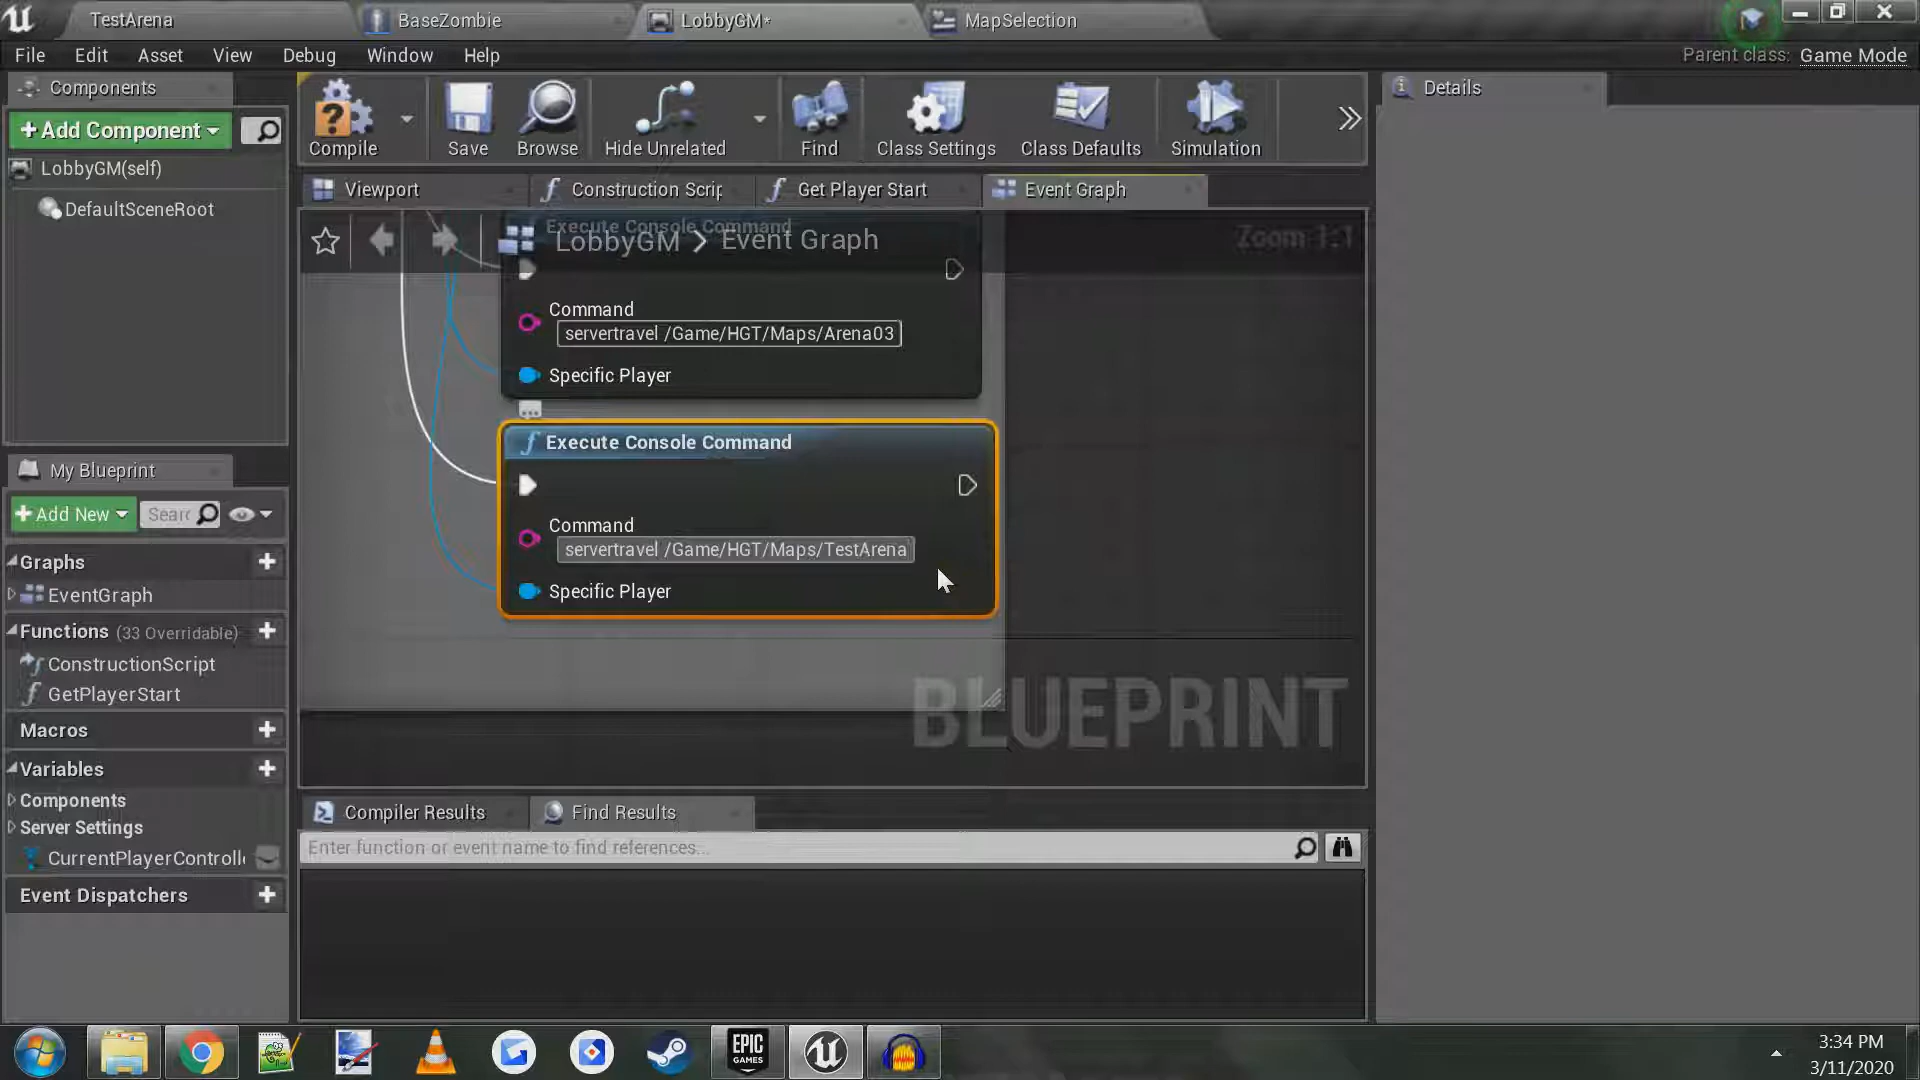 TestArena
BaseZombie
LobbyGM*
MapSelection
File Edit Asset View Debug Window Help
Parent class: Game Mode
Components
Details
+ Add Component
LobbyGM(self)
DefaultSceneRoot
Compile
Save
Browse
Hide Unrelated
Find
Class Settings
Class Defaults
Simulation
Viewport
Construction Scrip
Get Player Start
Event Graph
Execute Console Command
LobbyGM > Event Graph
Zoom 1:1
Command
servertravel /Game/HGT/Maps/Arena03
Specific Player
Execute Console Command
Command
servertravel /Game/HGT/Maps/TestArena
Specific Player
BLUEPRINT
My Blueprint
+ Add New
Searc
Graphs
EventGraph
Functions (33 Overridable)
ConstructionScript
GetPlayerStart
Macros
Variables
Components
Server Settings
CurrentPlayerControlle
Event Dispatchers
Compiler Results
Find Results
Enter function or event name to find references...
EPIC
GAMES
3:34 PM
3/11/2020